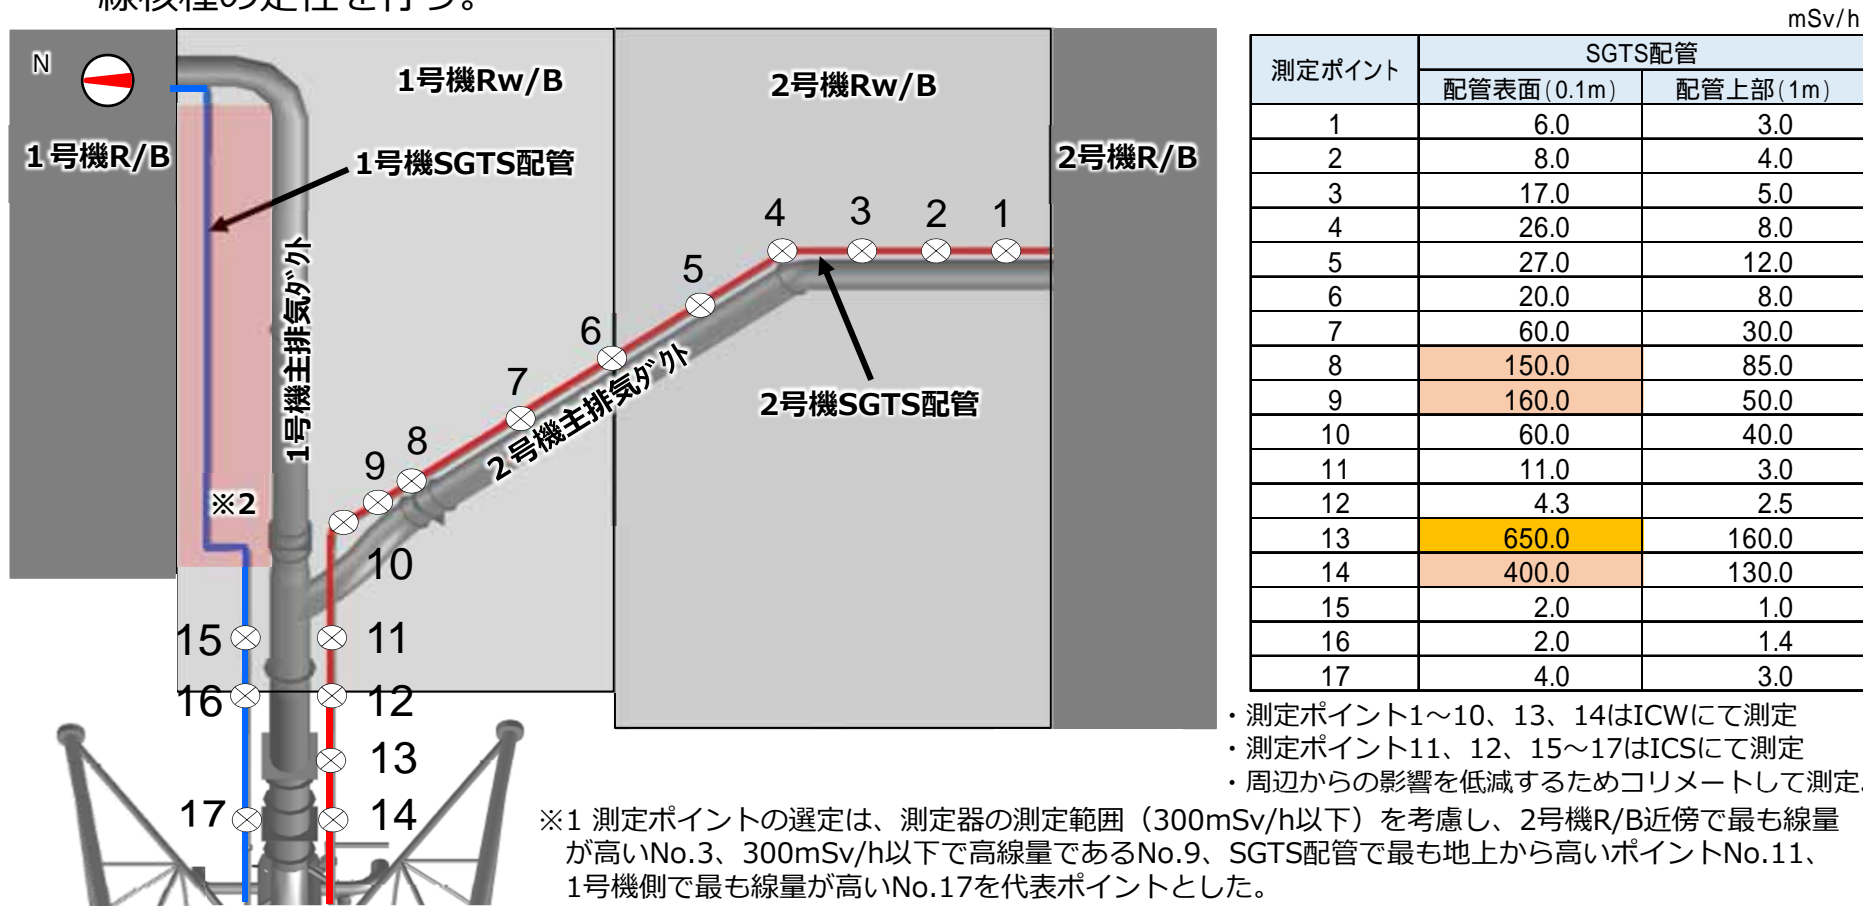 線核種の定性を行う。
mSv/h
N
1号機R/B
1号機Rw/B
2号機Rw/B
2号機R/B
1号機SGTS配管
1号機主排気ﾀﾞｸﾄ
2号機主排気ﾀﾞｸﾄ
2号機SGTS配管
※2
4 3 2 1
5
6
7
8
9
10
15 11
16 12
13
17 14
測定ポイント SGTS配管
配管表面(0.1m) 配管上部(1m)
1 6.0 3.0
2 8.0 4.0
3 17.0 5.0
4 26.0 8.0
5 27.0 12.0
6 20.0 8.0
7 60.0 30.0
8 150.0 85.0
9 160.0 50.0
10 60.0 40.0
11 11.0 3.0
12 4.3 2.5
13 650.0 160.0
14 400.0 130.0
15 2.0 1.0
16 2.0 1.4
17 4.0 3.0
・測定ポイント1～10、13、14はICWにて測定
・測定ポイント11、12、15～17はICSにて測定
・周辺からの影響を低減するためコリメートして測定。
※1 測定ポイントの選定は、測定器の測定範囲（300mSv/h以下）を考慮し、2号機R/B近傍で最も線量
が高いNo.3、300mSv/h以下で高線量であるNo.9、SGTS配管で最も地上から高いポイントNo.11、
1号機側で最も線量が高いNo.17を代表ポイントとした。